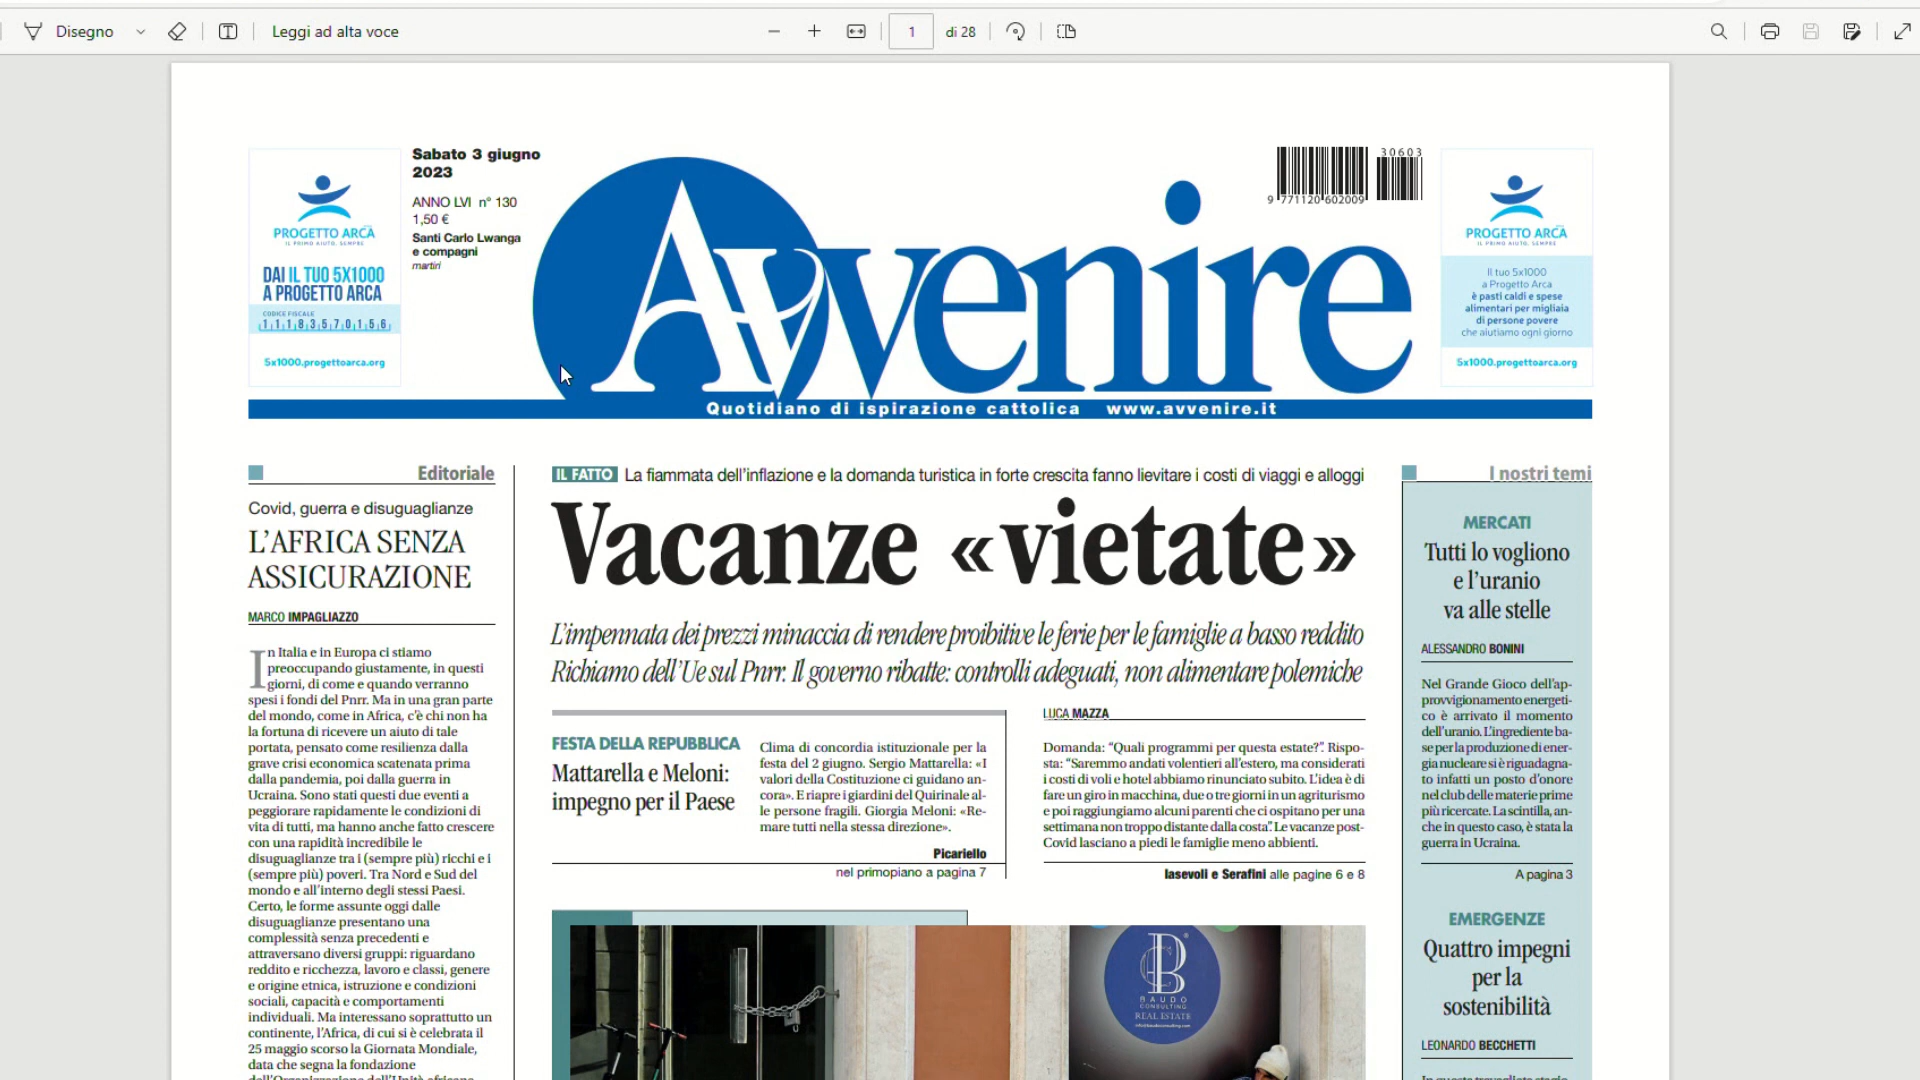 Disegno
Leggi ad alta voce
1
di 28
PROGETTO ARCA
IL PRIMO AIUTO, SEMPRE
DAI IL TUO 5X1000
A PROGETTO ARCA
CODICE FISCALE
11183570156
5x1000.progettoarca.org
Sabato 3 giugno
2023
ANNO LVI n° 130
1,50 €
Santi Carlo Lwanga
e compagni
martiri
Avvenire
30603
9 771120 602009
PROGETTO ARCA
IL PRIMO AIUTO, SEMPRE
Il tuo 5x1000
a Progetto Arca
è pasti caldi e spese
alimentari per migliaia
di persone povere
che aiutiamo ogni giorno
5x1000.progettoarca.org
Quotidiano di ispirazione cattolica www.avvenire.it
Editoriale
Covid, guerra e disuguaglianze
L'AFRICA SENZA
ASSICURAZIONE
MARCO IMPAGLIAZZO
In Italia e in Europa ci stiamo
preoccupando giustamente, in questi
giorni, di come e quando verranno
spesi i fondi del Pnrr. Ma in una gran parte
del mondo, come in Africa, c'è chi non ha
la fortuna di ricevere un aiuto di tale
portata, pensato come resilienza dalla
grave crisi economica scatenata prima
dalla pandemia, poi dalla guerra in
Ucraina. Sono stati questi due eventi a
peggiorare rapidamente le condizioni di
vita di tutti, ma hanno anche fatto crescere
con una rapidità incredibile le
disuguaglianze tra i (sempre più) ricchi e i
(sempre più) poveri. Tra Nord e Sud del
mondo e all'interno degli stessi Paesi.
Certo, le forme assunte oggi dalle
disuguaglianze presentano una
complessità senza precedenti e
attraversano diversi gruppi: riguardano
reddito e ricchezza, lavoro e classi, genere
e origine etnica, istruzione e condizioni
sociali, capacità e comportamenti
individuali. Ma interessano soprattutto un
continente, l'Africa, di cui si è celebrata il
25 maggio scorso la Giornata Mondiale,
data che segna la fondazione
dell'Organizzazione dell'Unità africana
IL FATTO La fiammata dell'inflazione e la domanda turistica in forte crescita fanno lievitare i costi di viaggi e alloggi
Vacanze «vietate»
L'impennata dei prezzi minaccia di rendere proibitive le ferie per le famiglie a basso reddito
Richiamo dell'Ue sul Pnrr. Il governo ribatte: controlli adeguati, non alimentare polemiche
FESTA DELLA REPUBBLICA
Mattarella e Meloni:
impegno per il Paese
Clima di concordia istituzionale per la
festa del 2 giugno. Sergio Mattarella: «I
valori della Costituzione ci guidano an-
cora». E riapre i giardini del Quirinale al-
le persone fragili. Giorgia Meloni: «Re-
mare tutti nella stessa direzione».
Picariello
nel primopiano a pagina 7
LUCA MAZZA
Domanda: “Quali programmi per questa estate?”. Rispo-
sta: “Saremmo andati volentieri all'estero, ma considerati
i costi di voli e hotel abbiamo rinunciato subito. L'idea è di
fare un giro in macchina, due o tre giorni in un agriturismo
e poi raggiungiamo alcuni parenti che ci ospitano per una
settimana non troppo distante dalla costa”. Le vacanze post-
Covid lasciano a piedi le famiglie meno abbienti.
Iasevoli e Serafini alle pagine 6 e 8
B
BAUDO
CONSULTING
REAL ESTATE
I nostri temi
MERCATI
Tutti lo vogliono
e l'uranio
va alle stelle
ALESSANDRO BONINI
Nel Grande Gioco dell'ap-
provvigionamento energeti-
co è arrivato il momento
dell'uranio. L'ingrediente ba-
se per la produzione di ener-
gia nucleare si è riguadagna-
to infatti un posto d'onore
nel club delle materie prime
più ricercate. La scintilla, an-
che in questo caso, è stata la
guerra in Ucraina.
A pagina 3
EMERGENZE
Quattro impegni
per la
sostenibilità
LEONARDO BECCHETTI